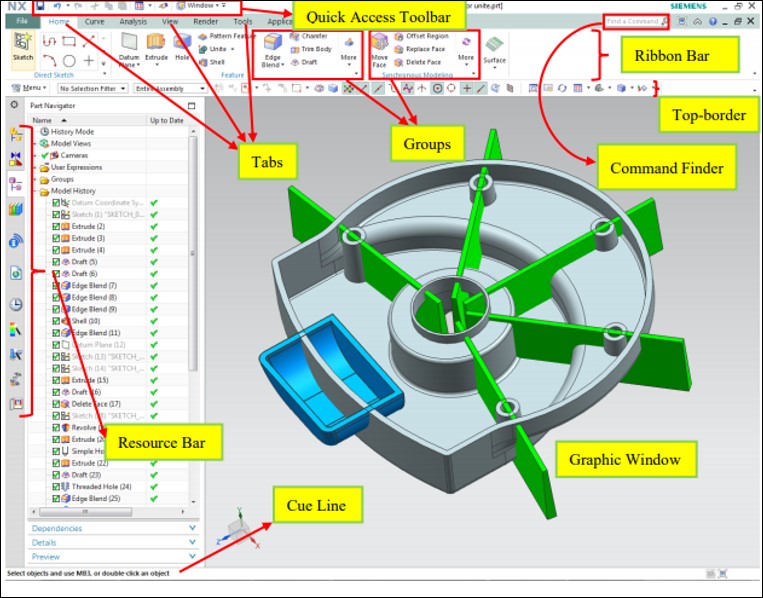 NX
Window
Quick Access Toolbar
or unite.prt]
SIEMENS
File
Home
Curve
Analysis
View
Render
Tools
Applica
Find a Command
Sketch
Direct Sketch
Datum
Plane
Extrude
Hole
Pattern Feature
Unite
Shell
Feature
Edge
Blend
Chamfer
Trim Body
Draft
More
Move
Face
Offset Region
Replace Face
Delete Face
More
Synchronous Modeling
Surface
Ribbon Bar
Menu
No Selection Filter
Entire Assembly
Top-border
Part Navigator
Name
Up to Date
History Mode
Model Views
Cameras
User Expressions
Groups
Model History
Datum Coordinate Sy...
Sketch (1) "SKETCH_0...
Extrude (2)
Extrude (3)
Extrude (4)
Draft (5)
Draft (6)
Edge Blend (7)
Edge Blend (8)
Edge Blend (9)
Shell (10)
Edge Blend (11)
Datum Plane (12)
Sketch (13) "SKETCH_...
Sketch (14) "SKETCH_...
Extrude (15)
Draft (16)
Delete Face (17)
Revolve
Extrude
Simple Ho
Extrude (22)
Draft (23)
Threaded Hole (24)
Edge Blend (25)
Tabs
Groups
Command Finder
Resource Bar
Graphic Window
Cue Line
Dependencies
Details
Preview
Y
Z
X
Select objects and use MB3, or double-click an object